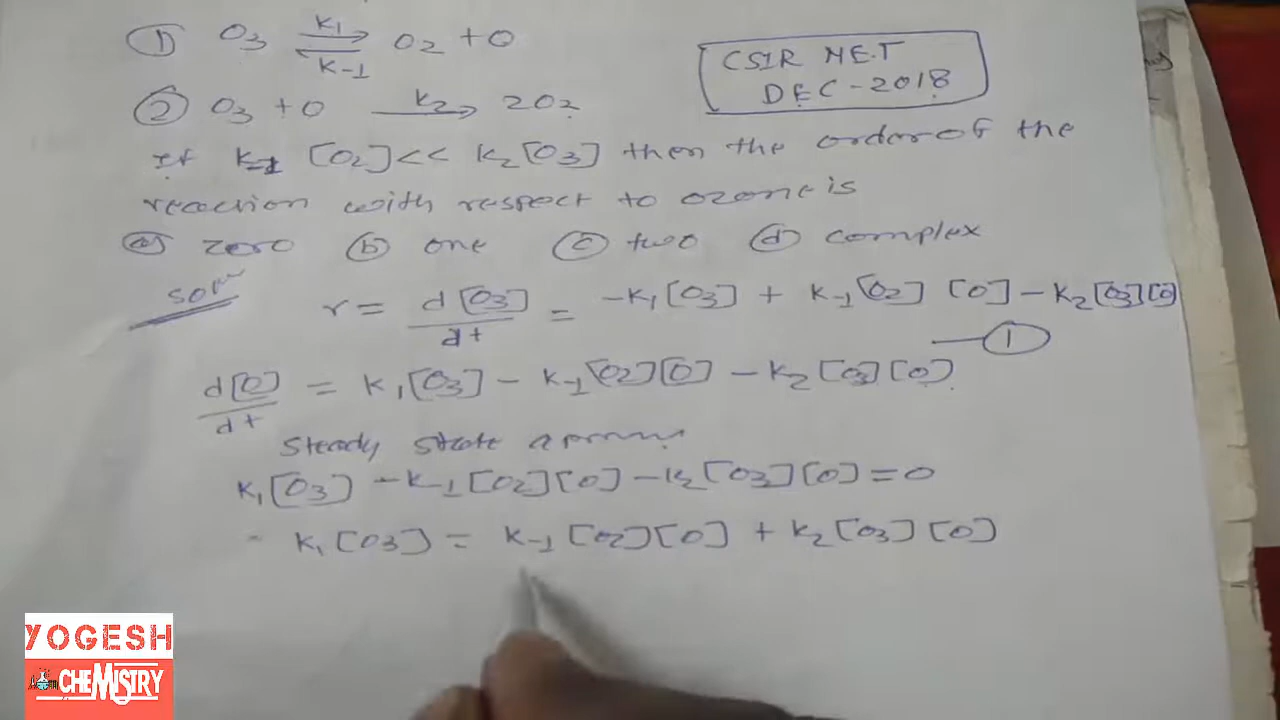 ① O3 ⇌ O2 + O
k1
k-1
CSIR NET
DEC-2018
② O3 + O → 2O2
k2
If k-1 [O2] << k2 [O3] then the order of the
reaction with respect to ozone is
ⓐ zero ⓑ one ⓒ two ⓓ complex
Soln
r = d[O3]/dt = -k1[O3] + k-1[O2][O] - k2[O3][O]
— ①
d[O]/dt = k1[O3] - k-1[O2][O] - k2[O3][O]
Steady state
k1[O3] - k-1[O2][O] - k2[O3][O] = 0
k1[O3] = k-1[O2][O] + k2[O3][O]
YOGESH
CHEMISTRY